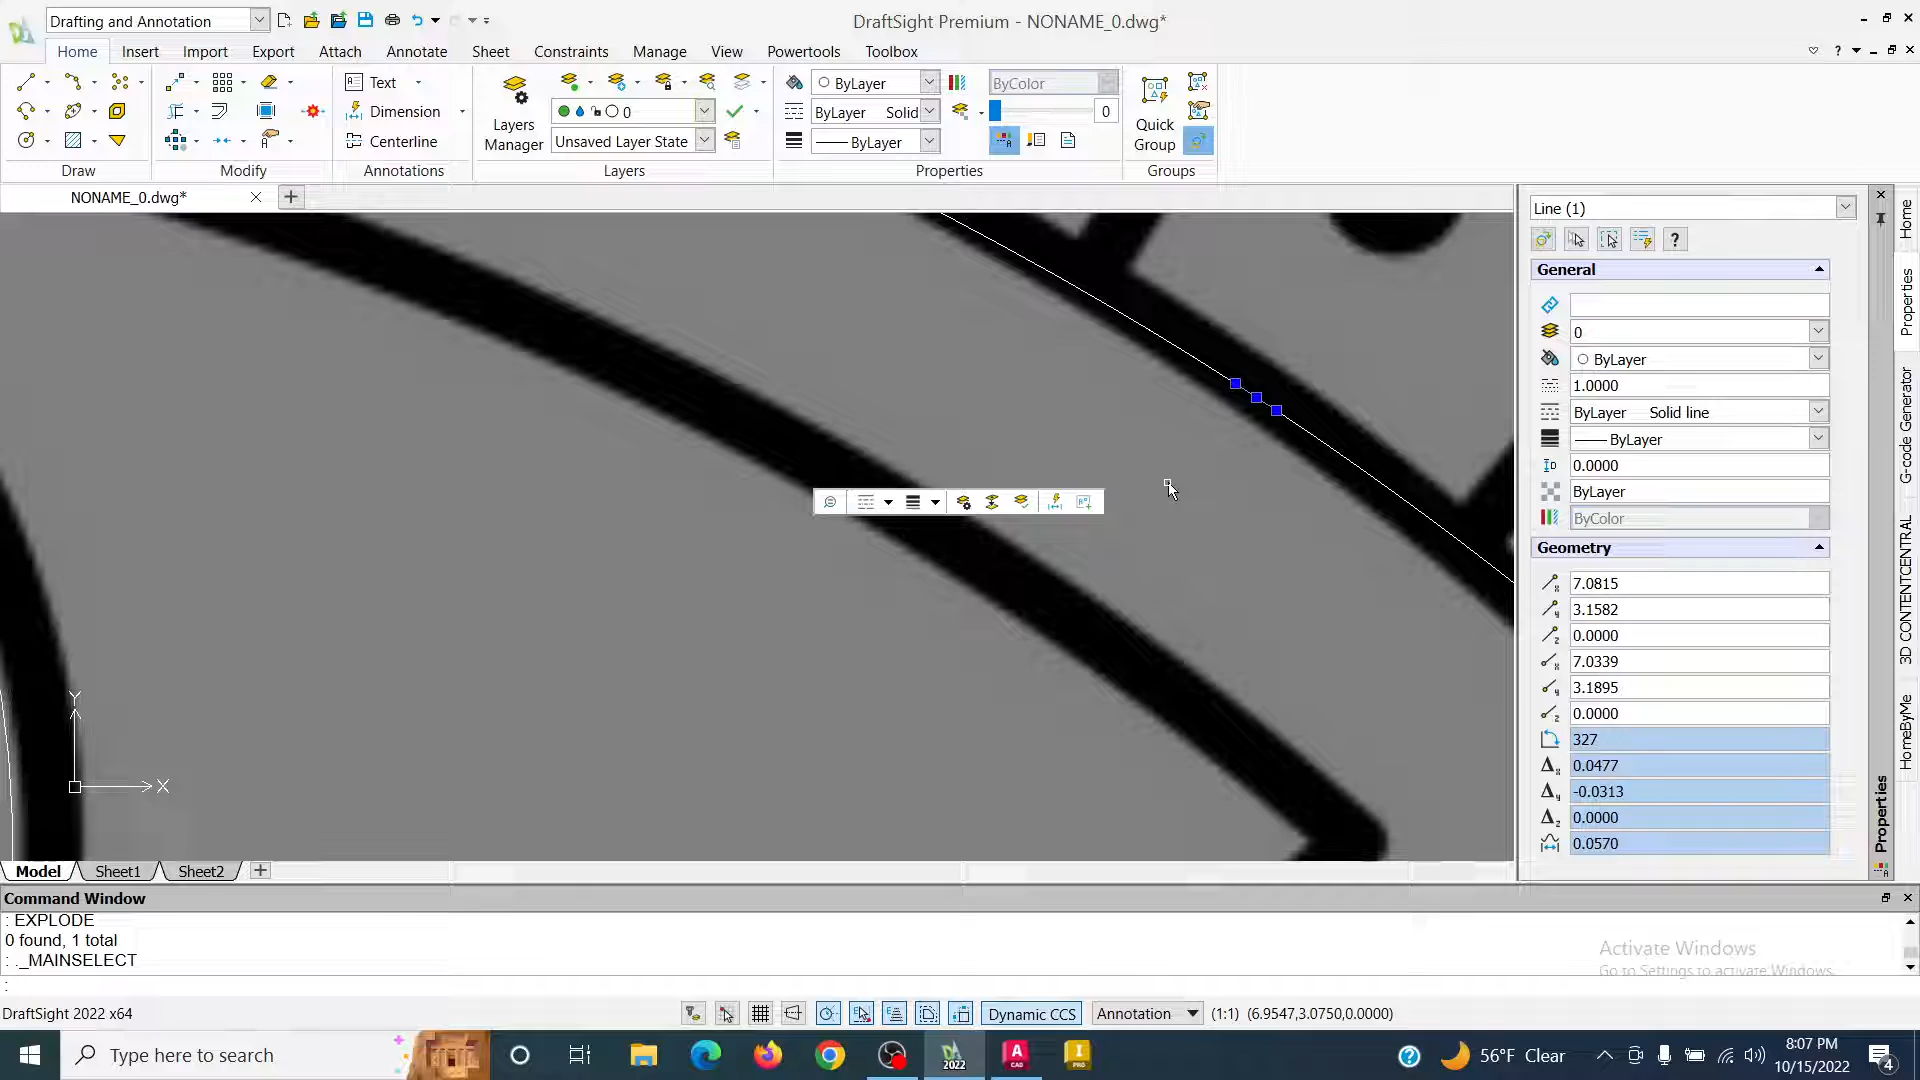 Drafting and Annotation
DraftSight Premium - NONAME_0.dwg*
Home Insert Import Export Attach Annotate Sheet Constraints Manage View Powertools Toolbox
Text
Dimension
Centerline
Layers
Manager
0
Unsaved Layer State
ByLayer
ByLayer Solid
ByLayer
ByColor
0
Quick
Group
Draw Modify Annotations Layers Properties Groups
NONAME_0.dwg*
Y
X
Line (1)
General
0
ByLayer
1.0000
ByLayer Solid line
ByLayer
0.0000
ByLayer
ByColor
Geometry
7.0815
3.1582
0.0000
7.0339
3.1895
0.0000
327
0.0477
-0.0313
0.0000
0.0570
Properties
Home
Properties
G-code Generator
3D CONTENTCENTRAL
HomeByMe
Model Sheet1 Sheet2
Command Window
: EXPLODE
0 found, 1 total
: ._MAINSELECT
:
Activate Windows
Go to Settings to activate Windows.
DraftSight 2022 x64
Dynamic CCS Annotation (1:1) (6.9547,3.0750,0.0000)
Type here to search
2022
CAD
PRO
56°F Clear
8:07 PM
10/15/2022
4